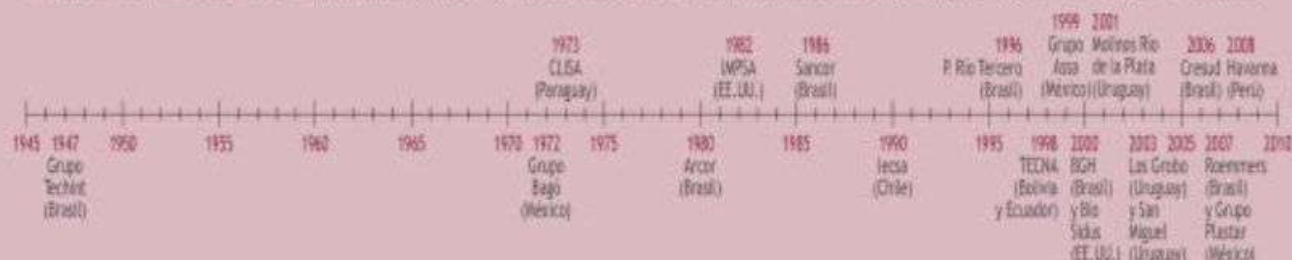 1999 2001
1973 1982 1986 1996 Grupo Molinos Río 2006 2008
CLISA IMPSA Sancor P. Río Tercero Assa de la Plata Cresud Havanna
(Paraguay) (EE.UU.) (Brasil) (Brasil) (México) (Uruguay) (Brasil) (Perú)
1945 1947 1950 1955 1960 1965 1970 1972 1975 1980 1985 1990 1995 1998 2000 2003 2005 2007 2010
Grupo Grupo Arcor Iecsa TECNA BGH Los Grobo Roemmers
Techint Bagó (Brasil) (Chile) (Bolivia (Brasil) (Uruguay) (Brasil)
(Brasil) (México) y Ecuador) y Bio y San y Grupo
Sidus Miguel Plastar
(EE.UU.) (Uruguay) (México)